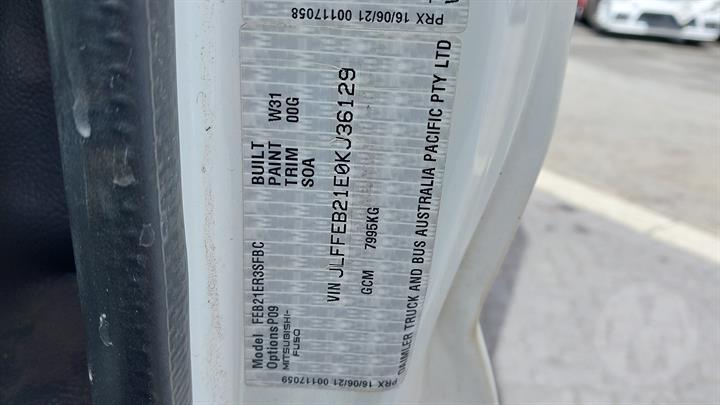 PRX 16/06/21 00117058
Model FEB21ER3SFBC BUILT
Options P09 PAINT W31
MITSUBISHI- TRIM 00G
FUSO SOA
VIN JLFFEB21E0KJ36129
GCM 7995KG
DAIMLER TRUCK AND BUS AUSTRALIA PACIFIC PTY LTD
PRX 16/06/21 00117059